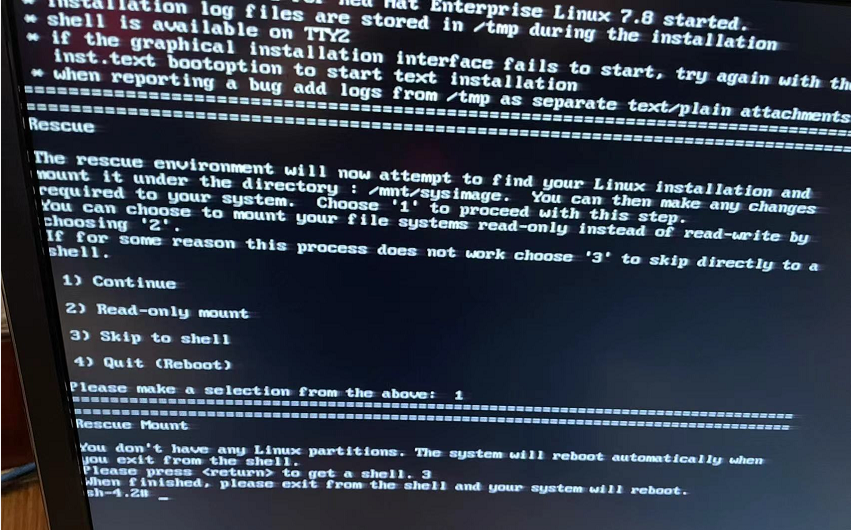 * installation log files are stored in /tmp during the installation
Red Hat Enterprise Linux 7.8 started.
* shell is available on TTY2
* if the graphical installation interface fails to start, try again with the
inst.text bootoption to start text installation
* when reporting a bug add logs from /tmp as separate text/plain attachments
================================================================================
================================================================================
Rescue
The rescue environment will now attempt to find your Linux installation and
mount it under the directory : /mnt/sysimage. You can then make any changes
required to your system. Choose '1' to proceed with this step.
You can choose to mount your file systems read-only instead of read-write by
choosing '2'.
If for some reason this process does not work choose '3' to skip directly to a
shell.
1) Continue
2) Read-only mount
3) Skip to shell
4) Quit (Reboot)
Please make a selection from the above: 1
================================================================================
================================================================================
Rescue Mount
You don't have any Linux partitions. The system will reboot automatically when
you exit from the shell.
Please press <return> to get a shell. 3
When finished, please exit from the shell and your system will reboot.
sh-4.2# _